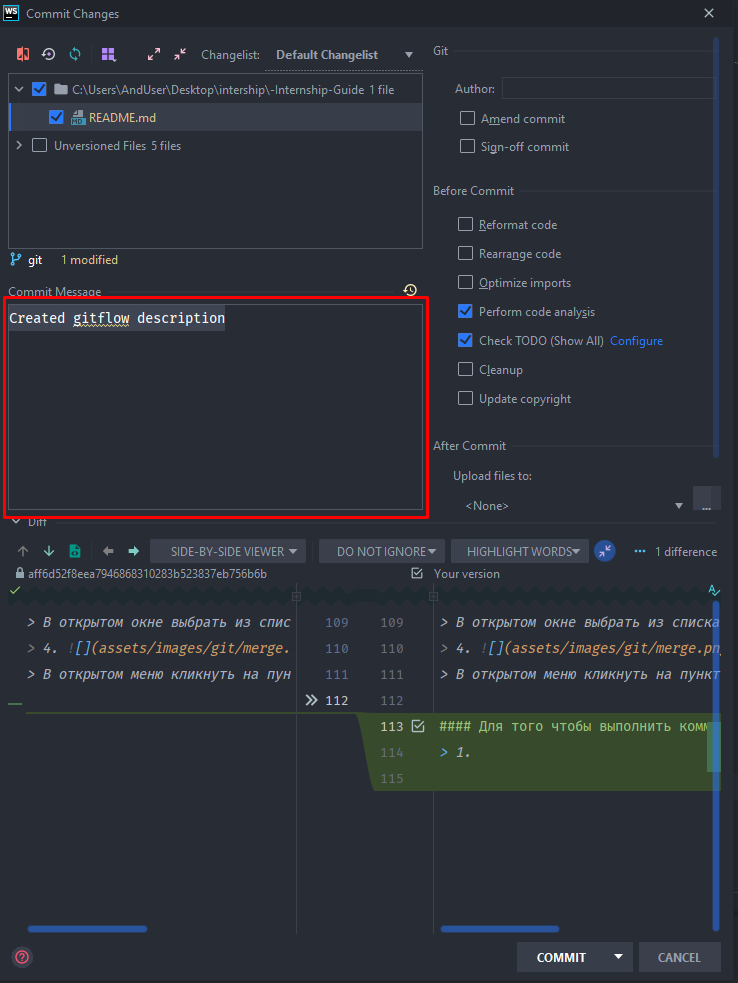 WS Commit Changes
Changelist: Default Changelist
C:\Users\AndUser\Desktop\intership\-Internship-Guide 1 file
MD README.md
Unversioned Files 5 files
git 1 modified
Commit Message
Created gitflow description
Git
Author:
Amend commit
Sign-off commit
Before Commit
Reformat code
Rearrange code
Optimize imports
Perform code analysis
Check TODO (Show All) Configure
Cleanup
Update copyright
After Commit
Upload files to:
<None>
...
Diff
SIDE-BY-SIDE VIEWER DO NOT IGNORE HIGHLIGHT WORDS 1 difference
aff6d52f8eea7946868310283b523837eb756b6b Your version
> В открытом окне выбрать из спис 109 109 > В открытом окне выбрать из списка
> 4. ![](assets/images/git/merge. 110 110 > 4. ![](assets/images/git/merge.pn
> В открытом меню кликнуть на пун 111 111 > В открытом меню кликнуть на пункт
112 112
113 #### Для того чтобы выполнить комм
114 > 1.
115
? COMMIT CANCEL